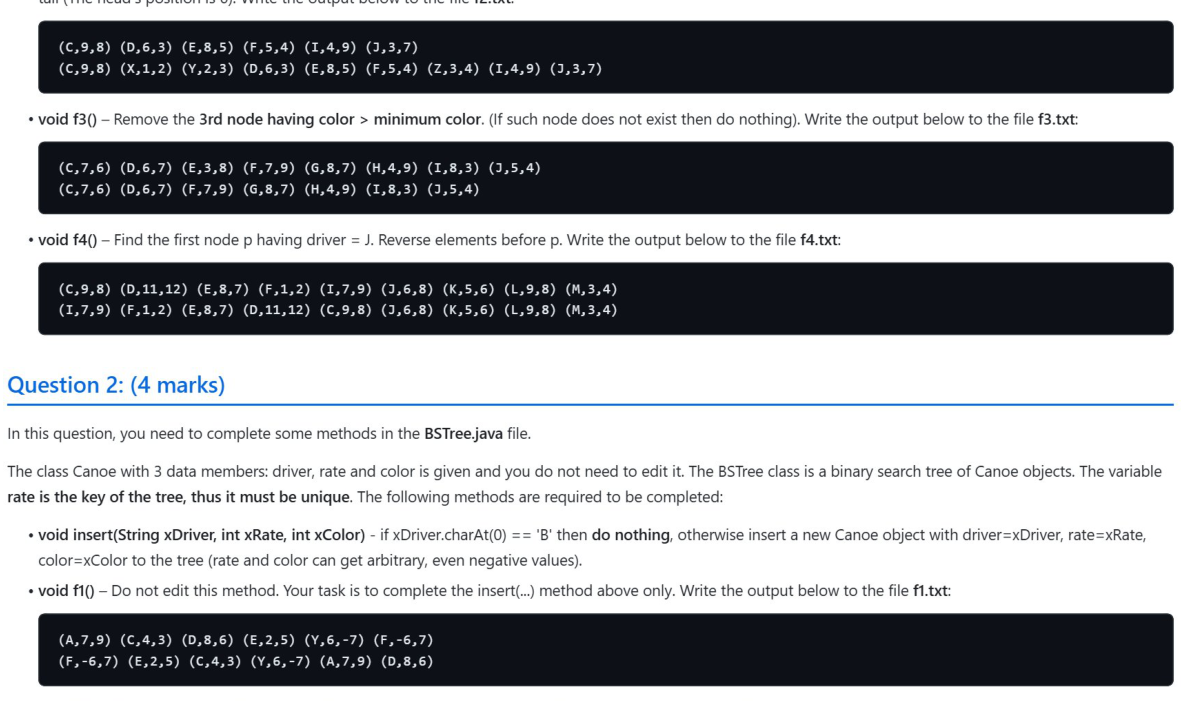 tail (The head's position is 0). Write the output below to the file f2.txt:
(C,9,8) (D,6,3) (E,8,5) (F,5,4) (I,4,9) (J,3,7)
(C,9,8) (X,1,2) (Y,2,3) (D,6,3) (E,8,5) (F,5,4) (Z,3,4) (I,4,9) (J,3,7)
• void f3() – Remove the 3rd node having color > minimum color. (If such node does not exist then do nothing). Write the output below to the file f3.txt:
(C,7,6) (D,6,7) (E,3,8) (F,7,9) (G,8,7) (H,4,9) (I,8,3) (J,5,4)
(C,7,6) (D,6,7) (F,7,9) (G,8,7) (H,4,9) (I,8,3) (J,5,4)
• void f4() – Find the first node p having driver = J. Reverse elements before p. Write the output below to the file f4.txt:
(C,9,8) (D,11,12) (E,8,7) (F,1,2) (I,7,9) (J,6,8) (K,5,6) (L,9,8) (M,3,4)
(I,7,9) (F,1,2) (E,8,7) (D,11,12) (C,9,8) (J,6,8) (K,5,6) (L,9,8) (M,3,4)
Question 2: (4 marks)
In this question, you need to complete some methods in the BSTree.java file.
The class Canoe with 3 data members: driver, rate and color is given and you do not need to edit it. The BSTree class is a binary search tree of Canoe objects. The variable
rate is the key of the tree, thus it must be unique. The following methods are required to be completed:
• void insert(String xDriver, int xRate, int xColor) - if xDriver.charAt(0) == 'B' then do nothing, otherwise insert a new Canoe object with driver=xDriver, rate=xRate,
color=xColor to the tree (rate and color can get arbitrary, even negative values).
• void f1() – Do not edit this method. Your task is to complete the insert(...) method above only. Write the output below to the file f1.txt:
(A,7,9) (C,4,3) (D,8,6) (E,2,5) (Y,6,-7) (F,-6,7)
(F,-6,7) (E,2,5) (C,4,3) (Y,6,-7) (A,7,9) (D,8,6)